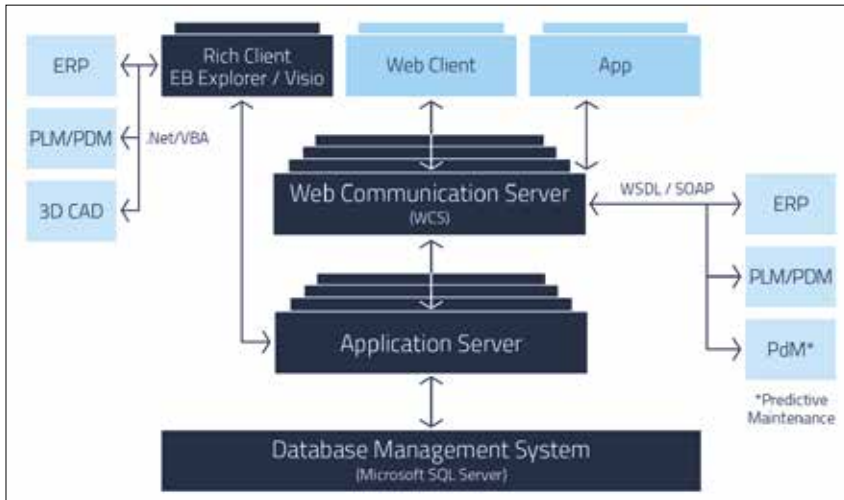 ERP
Rich Client
EB Explorer / Visio
Web Client
App
PLM/PDM
.Net/VBA
3D CAD
Web Communication Server
(WCS)
WSDL / SOAP
ERP
PLM/PDM
Application Server
PdM*
*Predictive
Maintenance
Database Management System
(Microsoft SQL Server)